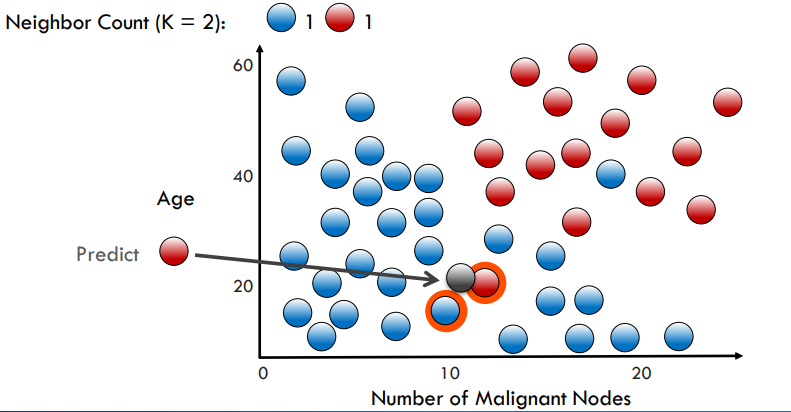 Neighbor Count (K = 2): 1 1
60
40
Age
Predict
20
0 10 20
Number of Malignant Nodes